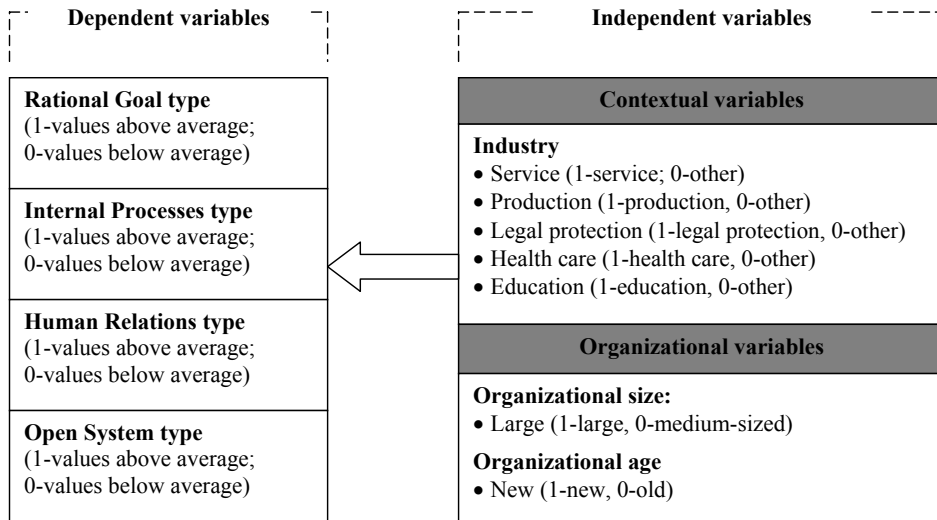 Dependent variables
Rational Goal type
(1-values above average;
0-values below average)
Internal Processes type
(1-values above average;
0-values below average)
Human Relations type
(1-values above average;
0-values below average)
Open System type
(1-values above average;
0-values below average)
Independent variables
Contextual variables
Industry
• Service (1-service; 0-other)
• Production (1-production, 0-other)
• Legal protection (1-legal protection, 0-other)
• Health care (1-health care, 0-other)
• Education (1-education, 0-other)
Organizational variables
Organizational size:
• Large (1-large, 0-medium-sized)
Organizational age
• New (1-new, 0-old)